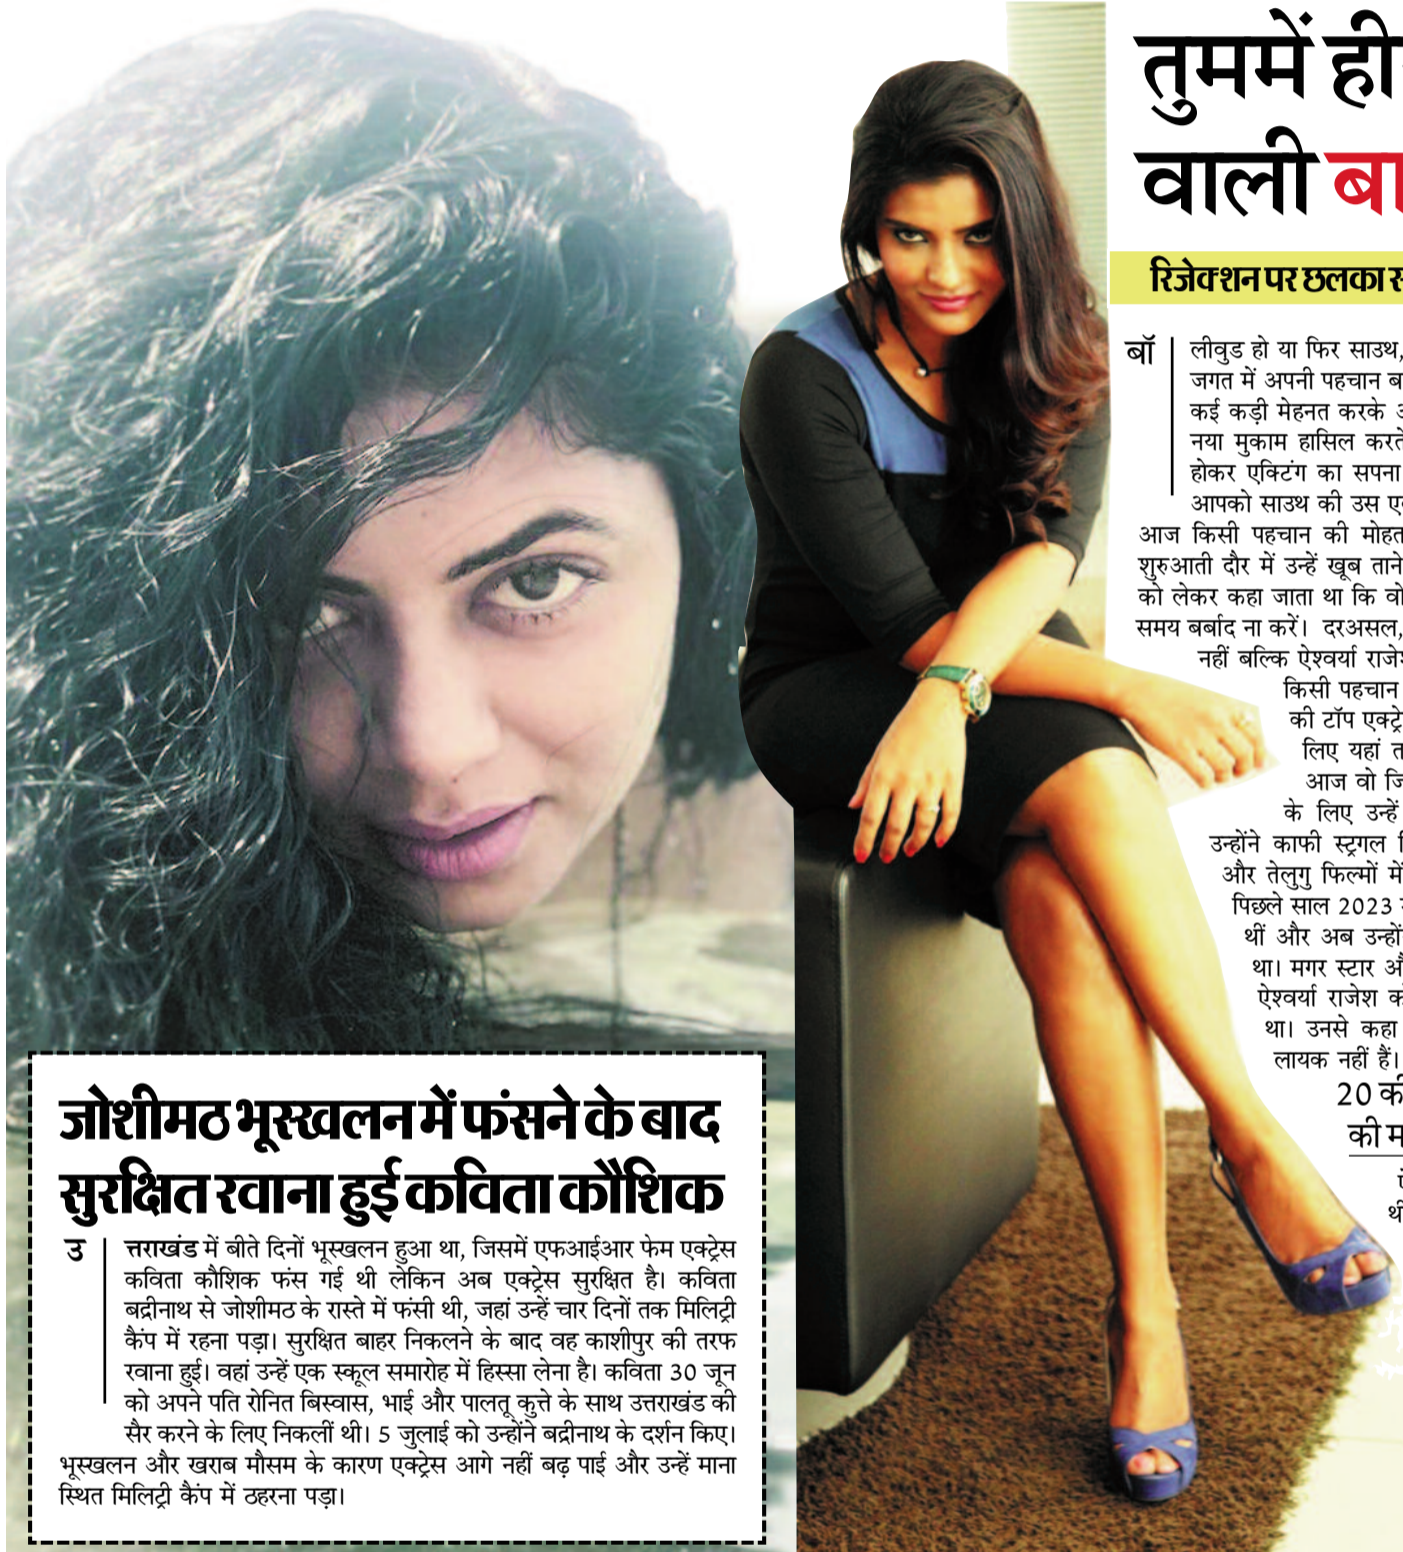 जोशीमठ भूस्खलन में फंसने के बाद
सुरक्षित रवाना हुई कविता कौशिक
उत्तराखंड में बीते दिनों भूस्खलन हुआ था, जिसमें एफआईआर फेम एक्ट्रेस
कविता कौशिक फंस गई थी लेकिन अब एक्ट्रेस सुरक्षित है। कविता
बद्रीनाथ से जोशीमठ के रास्ते में फंसी थी, जहां उन्हें चार दिनों तक मिलिट्री
कैंप में रहना पड़ा। सुरक्षित बाहर निकलने के बाद वह काशीपुर की तरफ
रवाना हुई। वहां उन्हें एक स्कूल समारोह में हिस्सा लेना है। कविता 30 जून
को अपने पति रोनित बिस्वास, भाई और पालतू कुत्ते के साथ उत्तराखंड की
सैर करने के लिए निकलीं थी। 5 जुलाई को उन्होंने बद्रीनाथ के दर्शन किए।
भूस्खलन और खराब मौसम के कारण एक्ट्रेस आगे नहीं बढ़ पाई और उन्हें माना
स्थित मिलिट्री कैंप में ठहरना पड़ा।
तुममें
वाली
रिजेक्शन पर छलका
बॉलीवुड हो या फिर साउथ,
जगत में अपनी पहचान
कई कड़ी मेहनत करके
नया मुकाम हासिल
होकर एक्टिंग का सपना
आपको साउथ की उस
आज किसी पहचान की
शुरुआती दौर में उन्हें खूब ताने
को लेकर कहा जाता था कि वो
समय बर्बाद ना करें। दरअसल,
नहीं बल्कि ऐश्वर्या
किसी पहचान
की टॉप
लिए यहां
आज वो
के लिए उन्हें
उन्होंने काफी स्ट्रगल
और तेलुगु फिल्मों में
पिछले साल 2023
थीं और अब
था। मगर स्टार
ऐश्वर्या राजेश
था। उनसे कहा
लायक नहीं हैं।
20
की